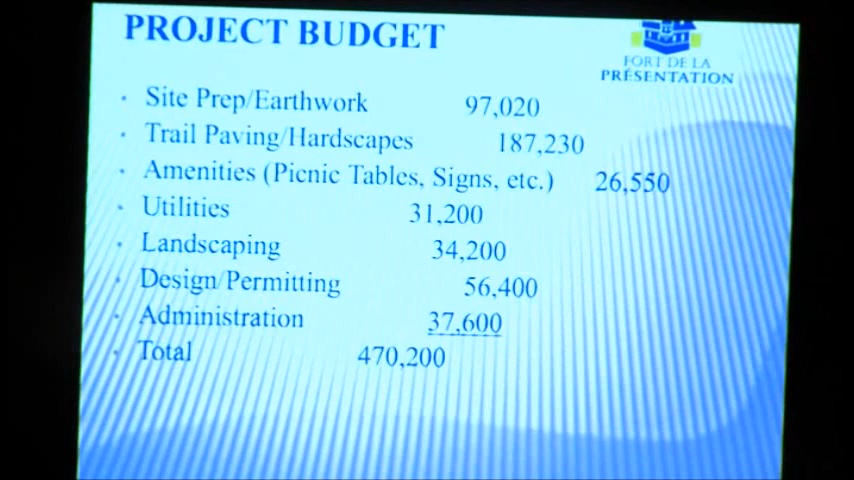 PROJECT BUDGET
FORT DE LA
PRÉSENTATION
· Site Prep/Earthwork 97,020
· Trail Paving/Hardscapes 187,230
· Amenities (Picnic Tables, Signs, etc.) 26,550
· Utilities 31,200
· Landscaping 34,200
· Design/Permitting 56,400
· Administration 37,600
· Total 470,200